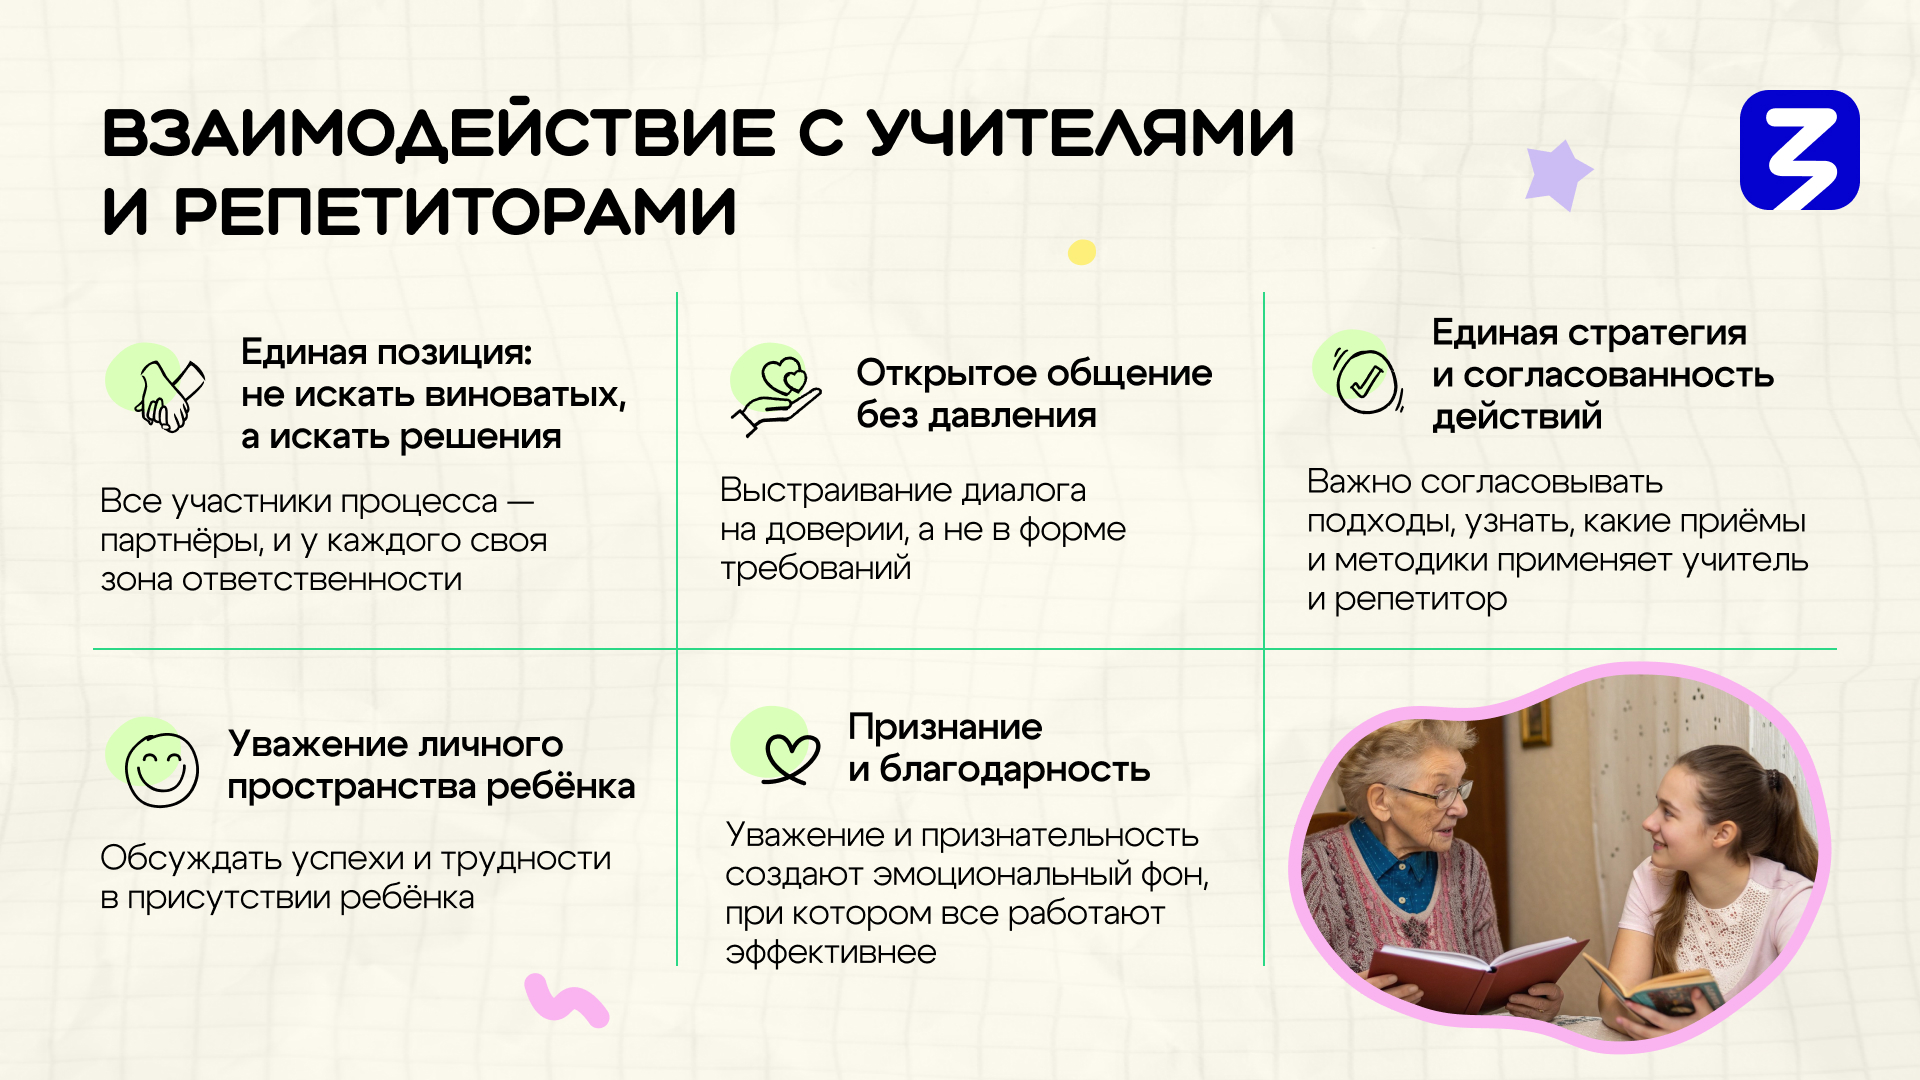 ВЗАИМОДЕЙСТВИЕ С УЧИТЕЛЯМИ
И РЕПЕТИТОРАМИ
Единая позиция:
не искать виноватых,
а искать решения
Все участники процесса —
партнёры, и у каждого своя
зона ответственности
Открытое общение
без давления
Выстраивание диалога
на доверии, а не в форме
требований
Единая стратегия
и согласованность
действий
Важно согласовывать
подходы, узнать, какие приёмы
и методики применяет учитель
и репетитор
Уважение личного
пространства ребёнка
Обсуждать успехи и трудности
в присутствии ребёнка
Признание
и благодарность
Уважение и признательность
создают эмоциональный фон,
при котором все работают
эффективнее